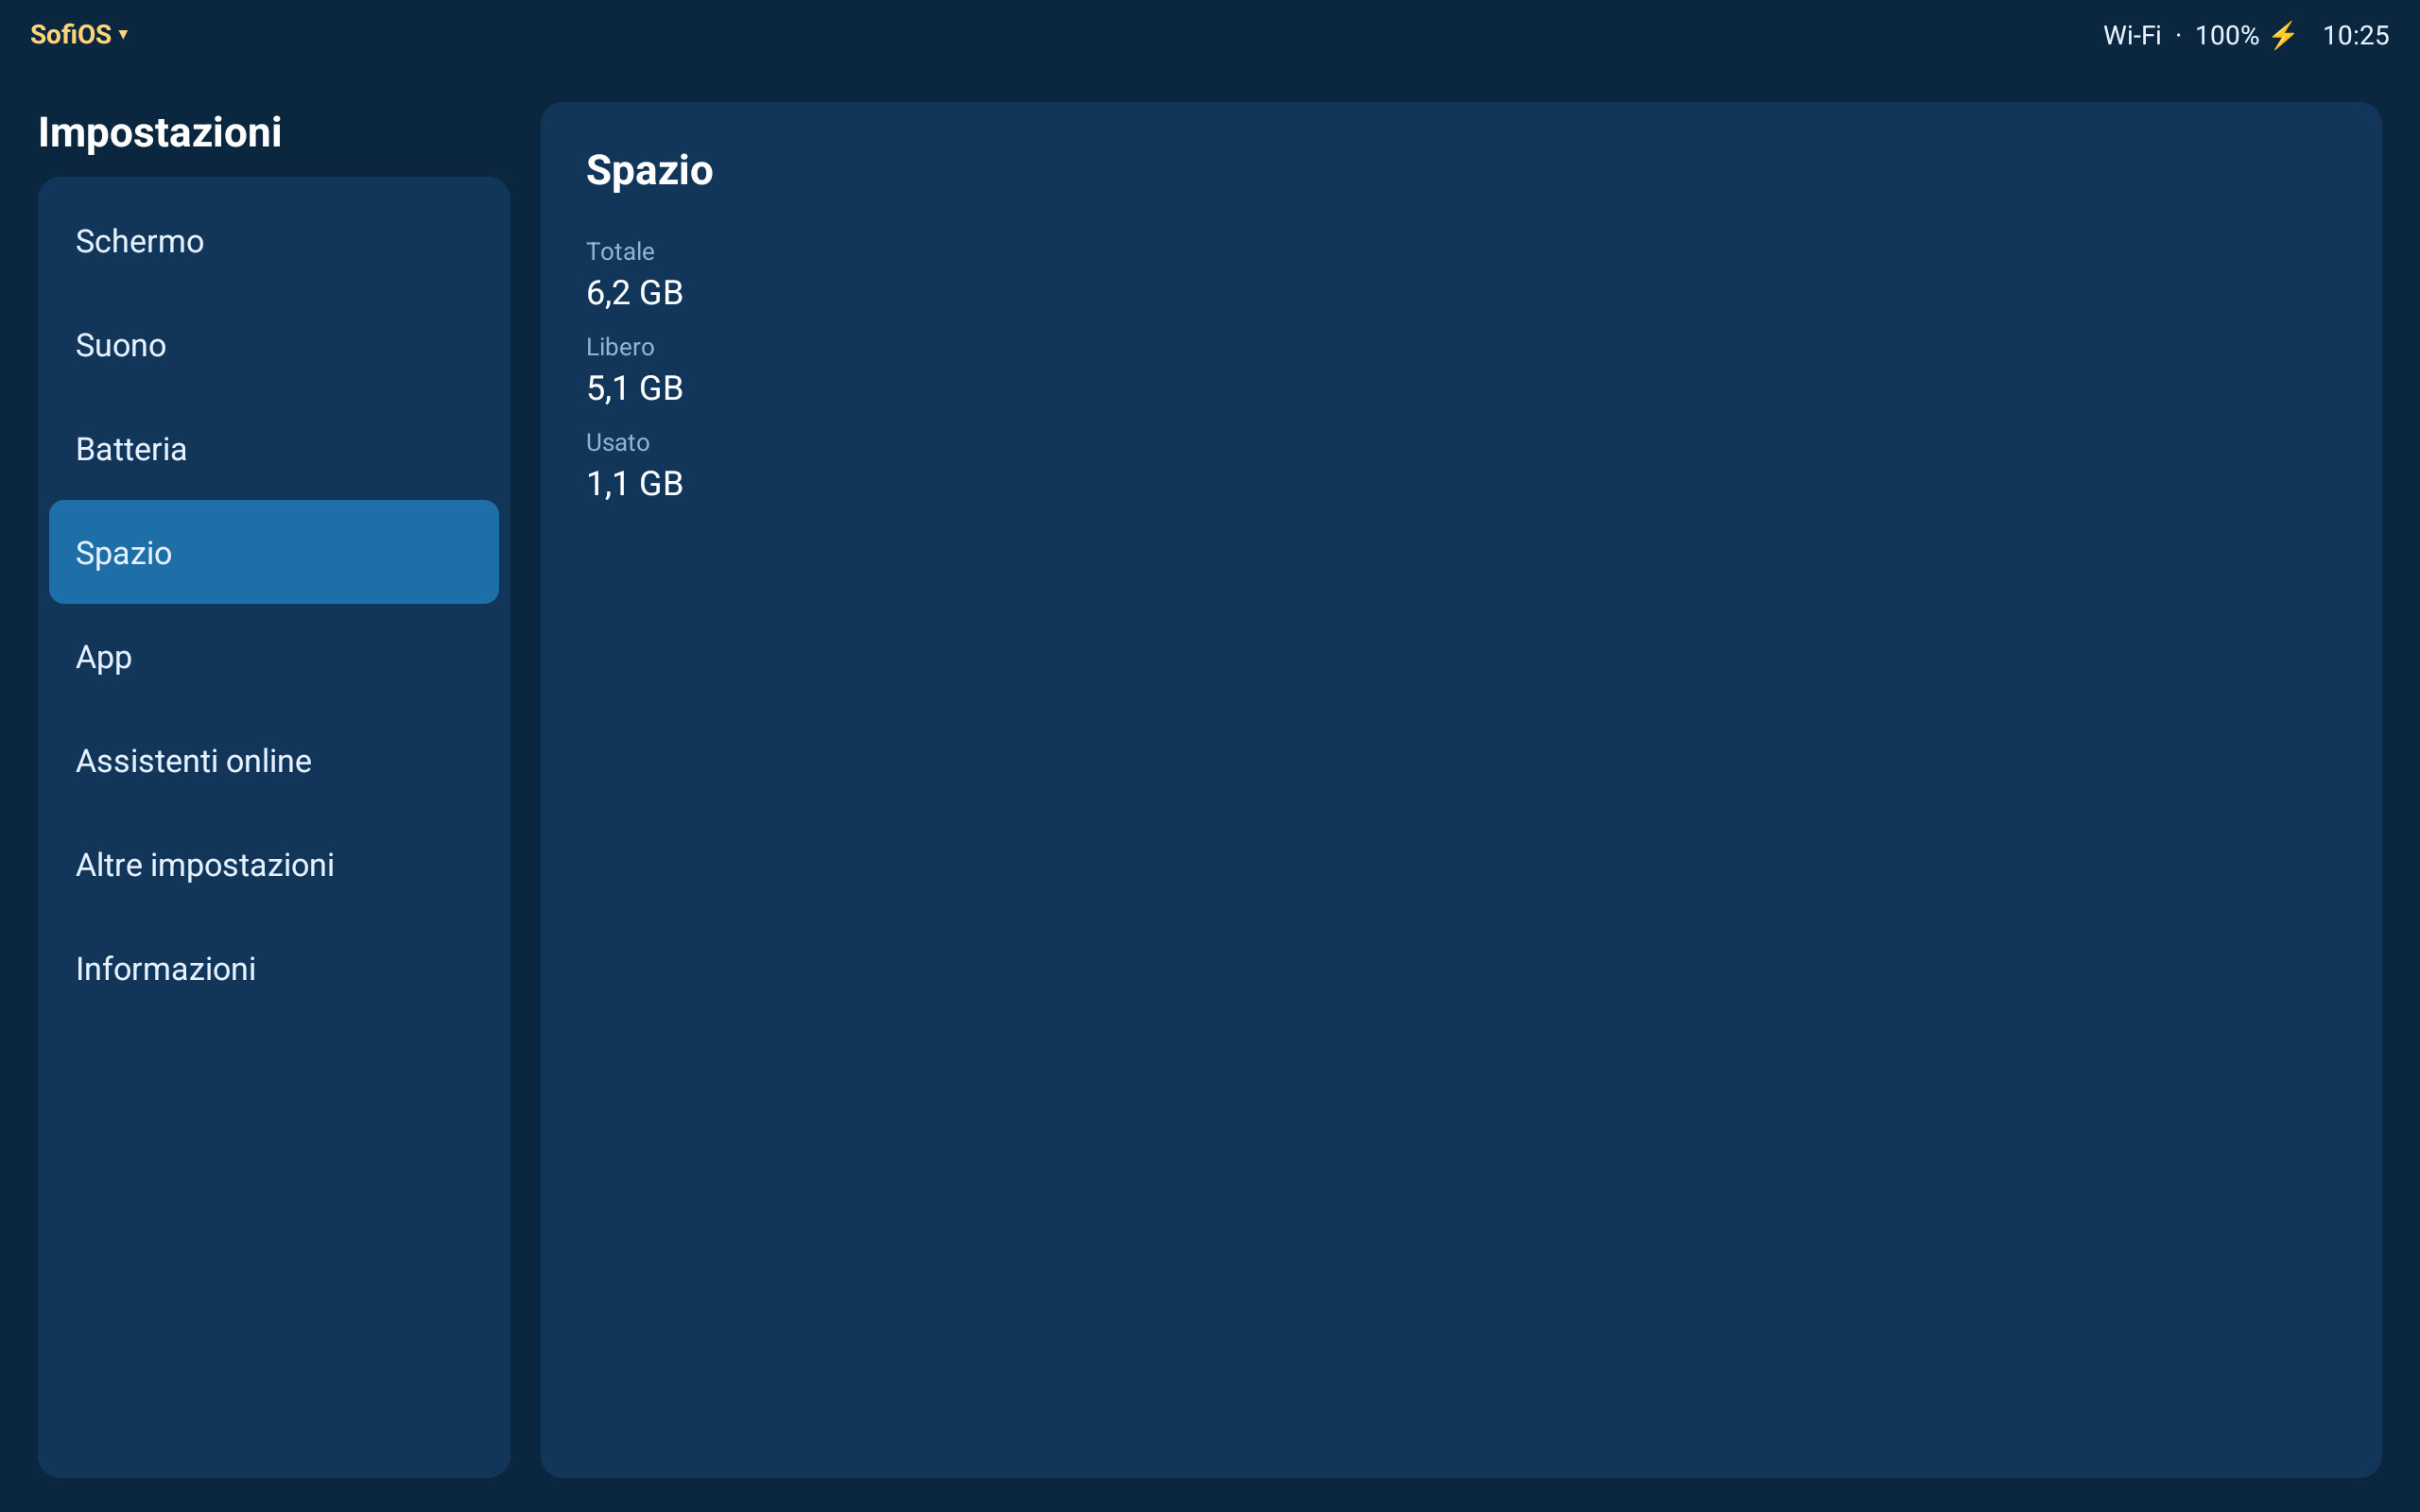 SofiOS ▾
Wi-Fi · 100% ⚡ 10:25
Impostazioni
Schermo
Suono
Batteria
Spazio
App
Assistenti online
Altre impostazioni
Informazioni
Spazio
Totale
6,2 GB
Libero
5,1 GB
Usato
1,1 GB